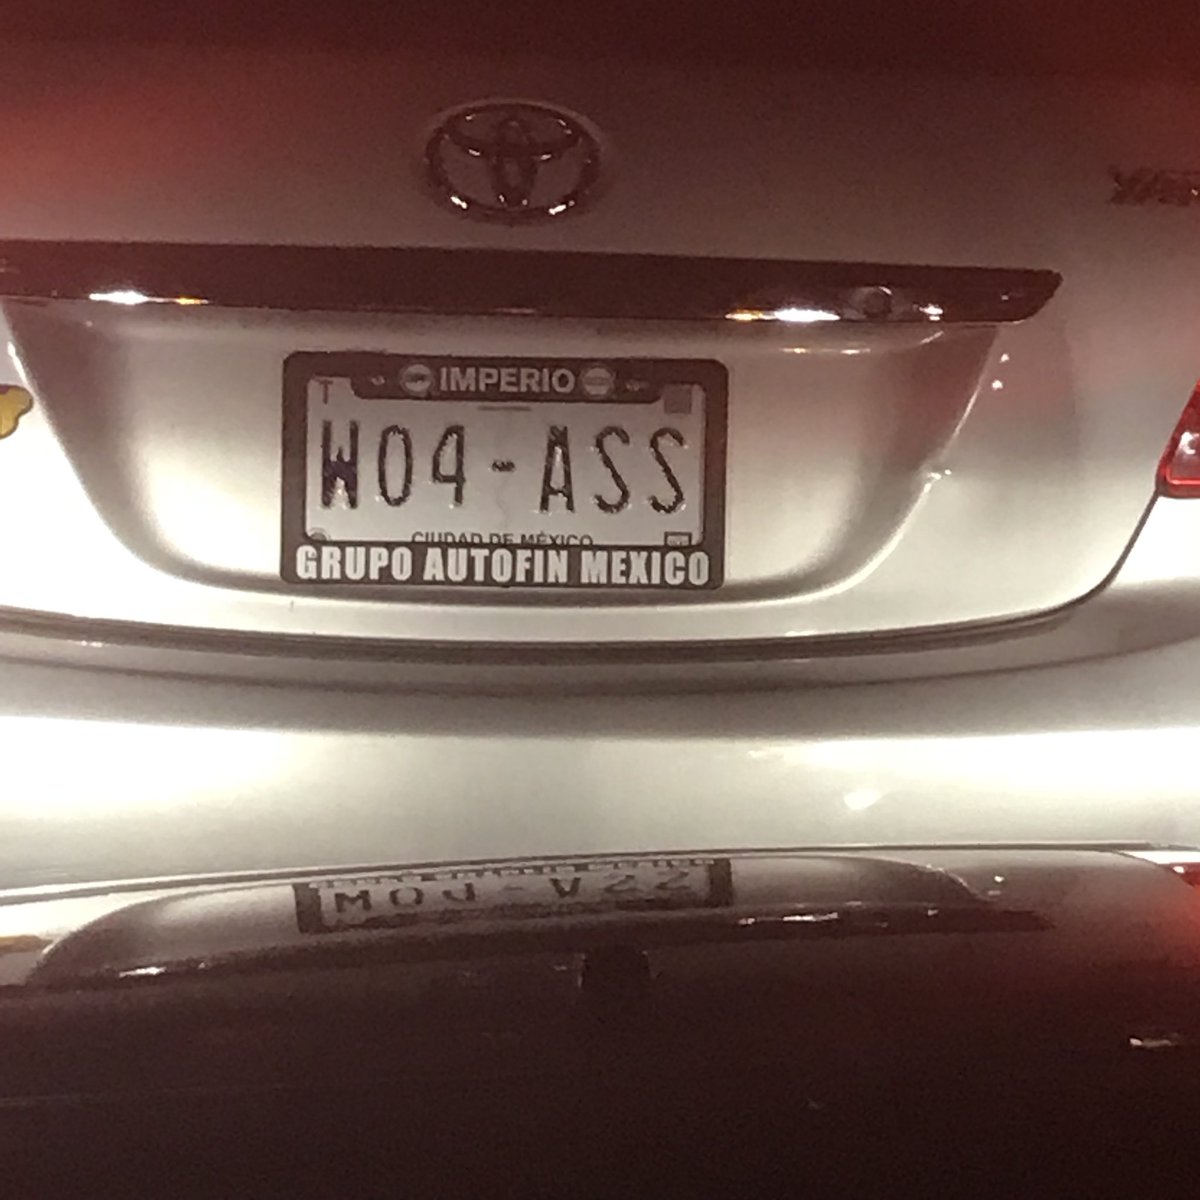 IMPERIO
W04-ASS
CIUDAD DE MÉXICO
GRUPO AUTOFIN MEXICO